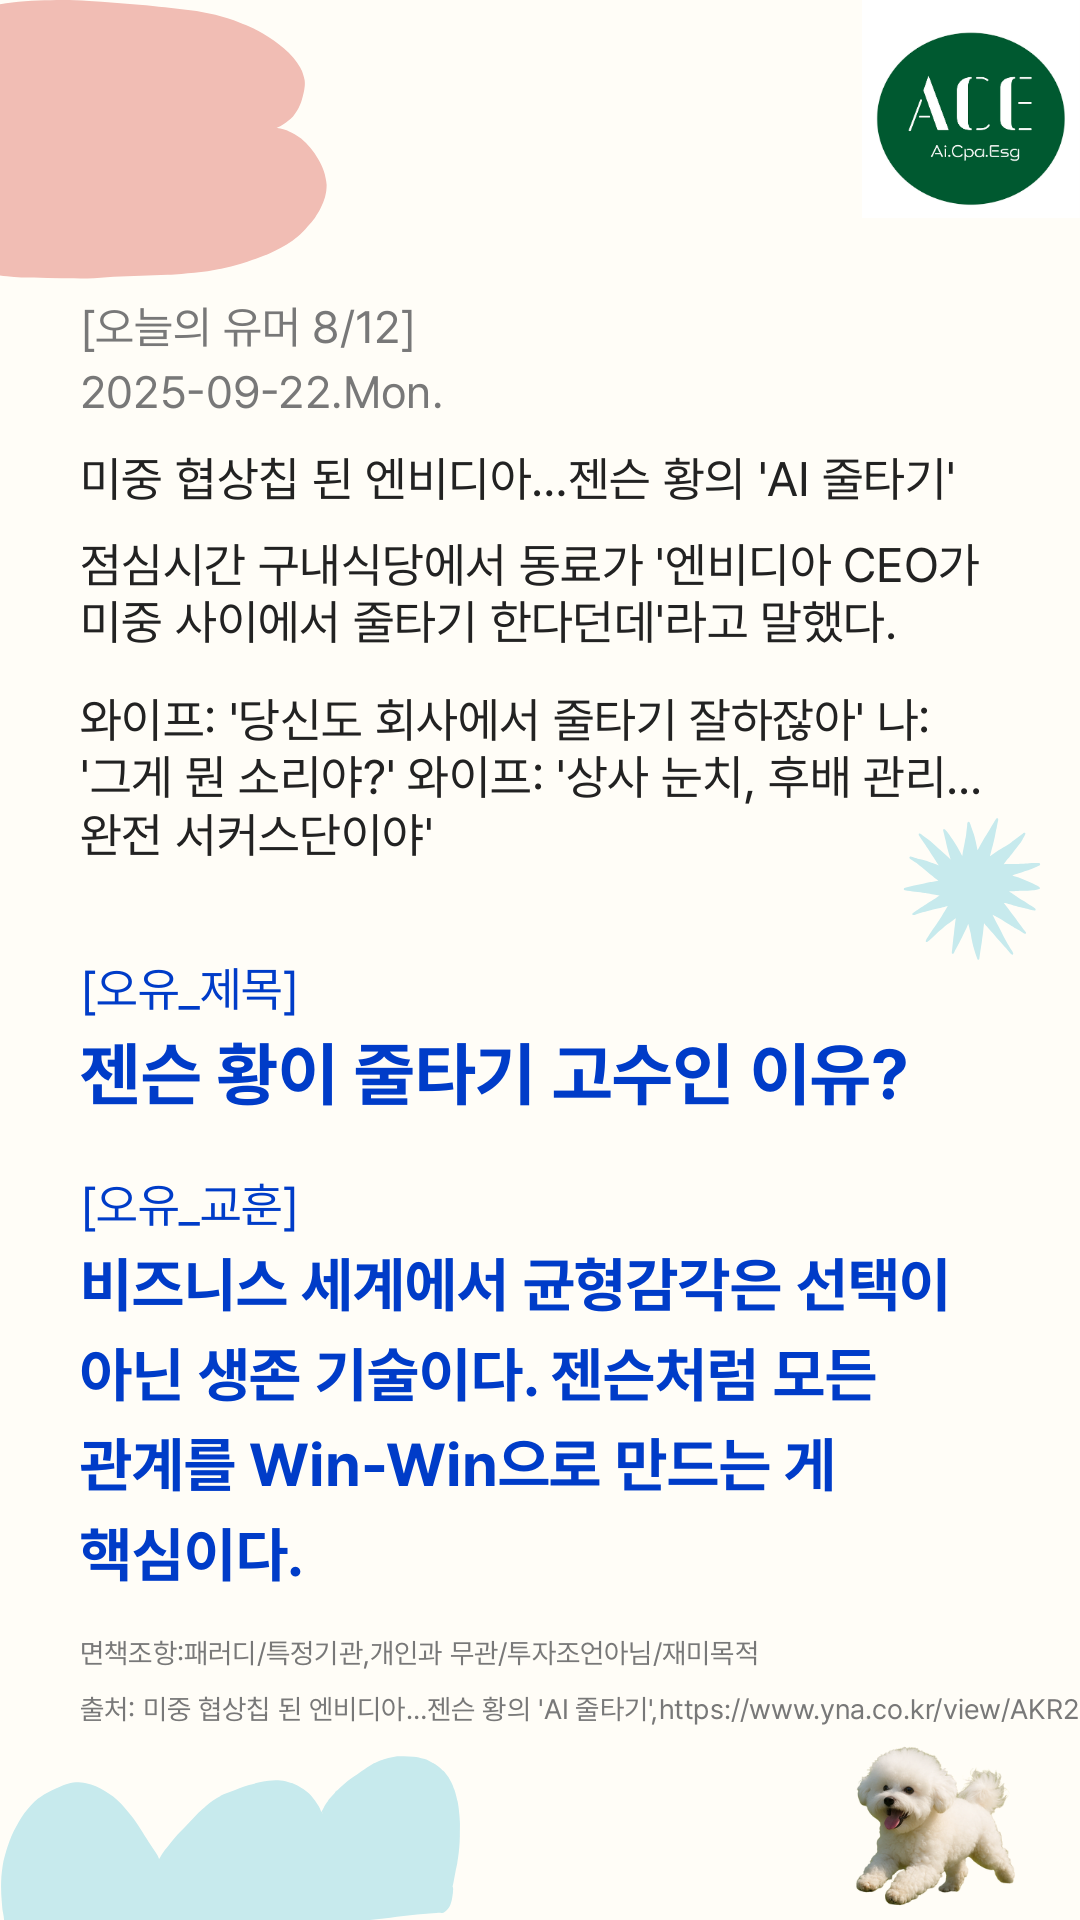 ACE
Ai.Cpa.Esg
[오늘의 유머 8/12]
2025-09-22.Mon.
미중 협상칩 된 엔비디아...젠슨 황의 'AI 줄타기'
점심시간 구내식당에서 동료가 '엔비디아 CEO가
미중 사이에서 줄타기 한다던데'라고 말했다.
와이프: '당신도 회사에서 줄타기 잘하잖아' 나:
'그게 뭔 소리야?' 와이프: '상사 눈치, 후배 관리...
완전 서커스단이야'
[오유_제목]
젠슨 황이 줄타기 고수인 이유?
[오유_교훈]
비즈니스 세계에서 균형감각은 선택이
아닌 생존 기술이다. 젠슨처럼 모든
관계를 Win-Win으로 만드는 게
핵심이다.
면책조항:패러디/특정기관,개인과 무관/투자조언아님/재미목적
출처: 미중 협상칩 된 엔비디아...젠슨 황의 'AI 줄타기',https://www.yna.co.kr/view/AKR2